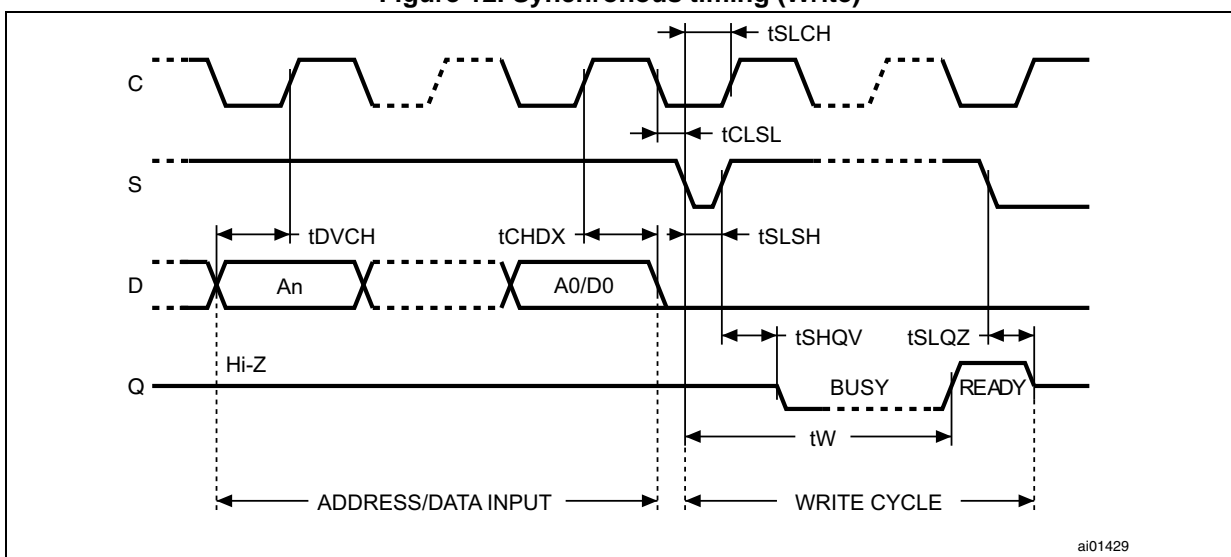 Figure 12. Synchronous timing (Write)
tSLCH
C
tCLSL
S
tDVCH
tCHDX
tSLSH
D
An
A0/D0
tSHQV
tSLQZ
Hi-Z
Q
BUSY
READY
tW
ADDRESS/DATA INPUT
WRITE CYCLE
ai01429